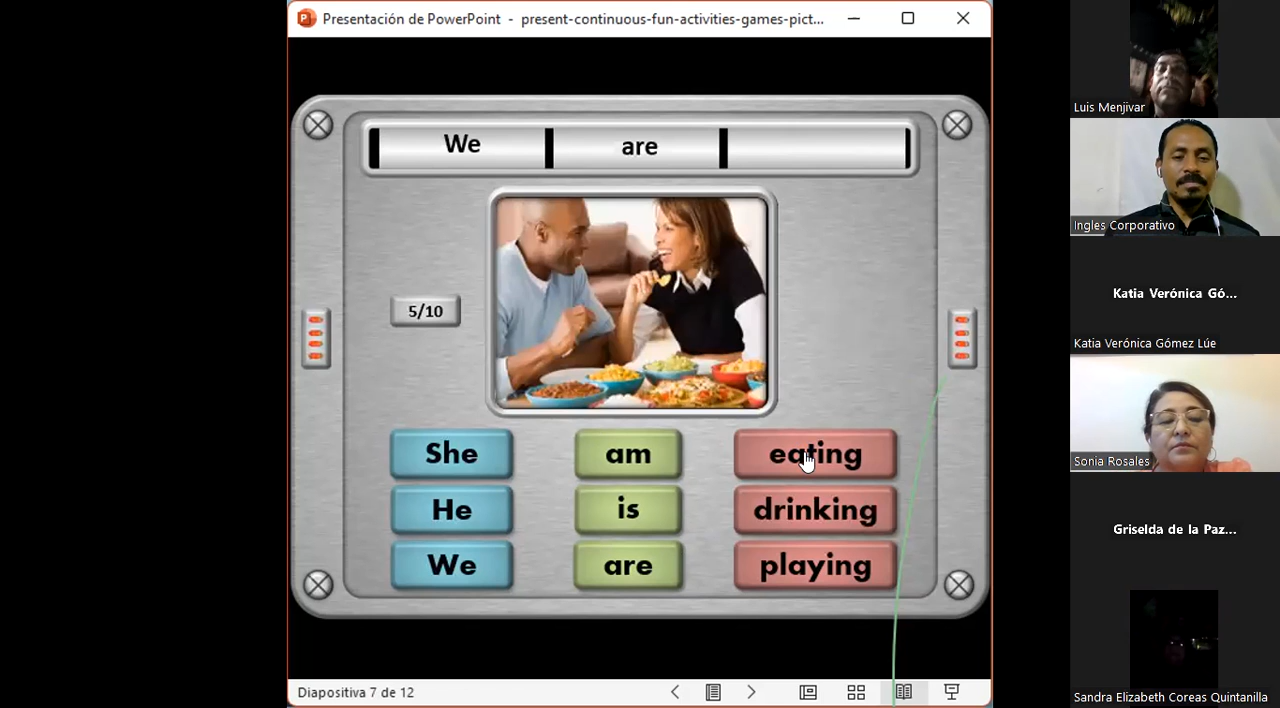 Presentación de PowerPoint - present-continuous-fun-activities-games-pict...
We are
5/10
She am eating
He is drinking
We are playing
Diapositiva 7 de 12
Luis Menjivar
Ingles Corporativo
Katia Verónica Gó...
Katia Verónica Gómez Lúe
Sonia Rosales
Griselda de la Paz...
Sandra Elizabeth Coreas Quintanilla